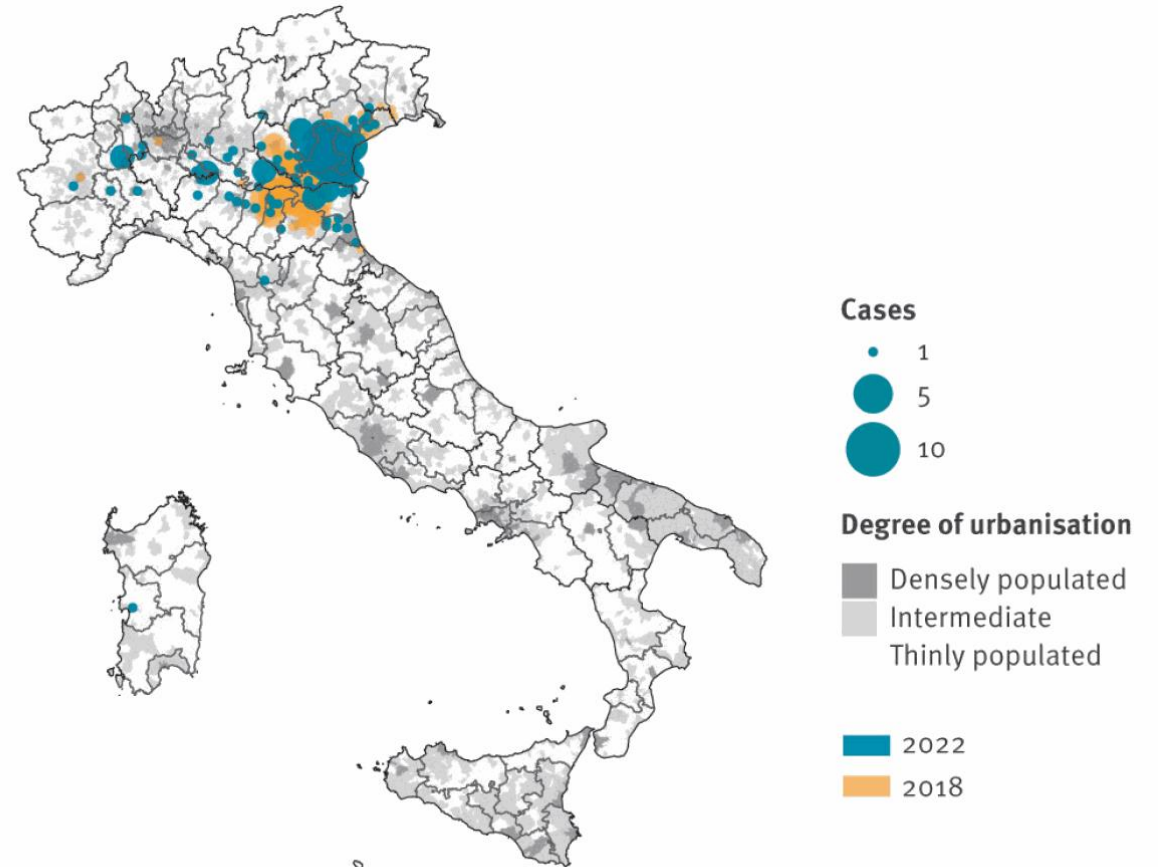 Cases
1
5
10
Degree of urbanisation
Densely populated
Intermediate
Thinly populated
2022
2018